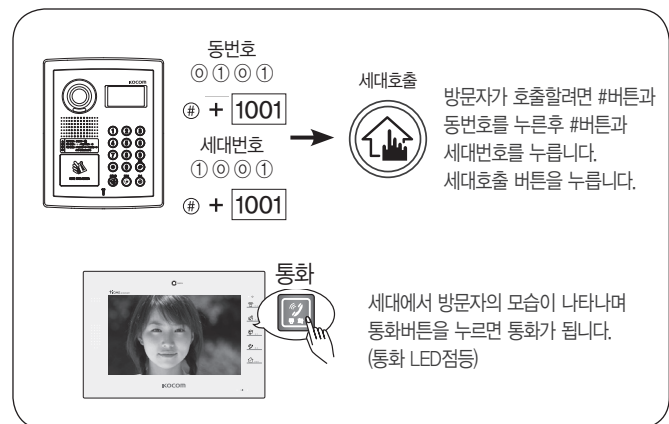 동번호
⓪①⓪①
KOCOM
# + 1001
세대번호
①⓪⓪①
# + 1001
세대호출
방문자가 호출할려면 #버튼과
동번호를 누른후 #버튼과
세대번호를 누릅니다.
세대호출 버튼을 누릅니다.
통화
KOCOM
세대에서 방문자의 모습이 나타나며
통화버튼을 누르면 통화가 됩니다.
(통화 LED점등)